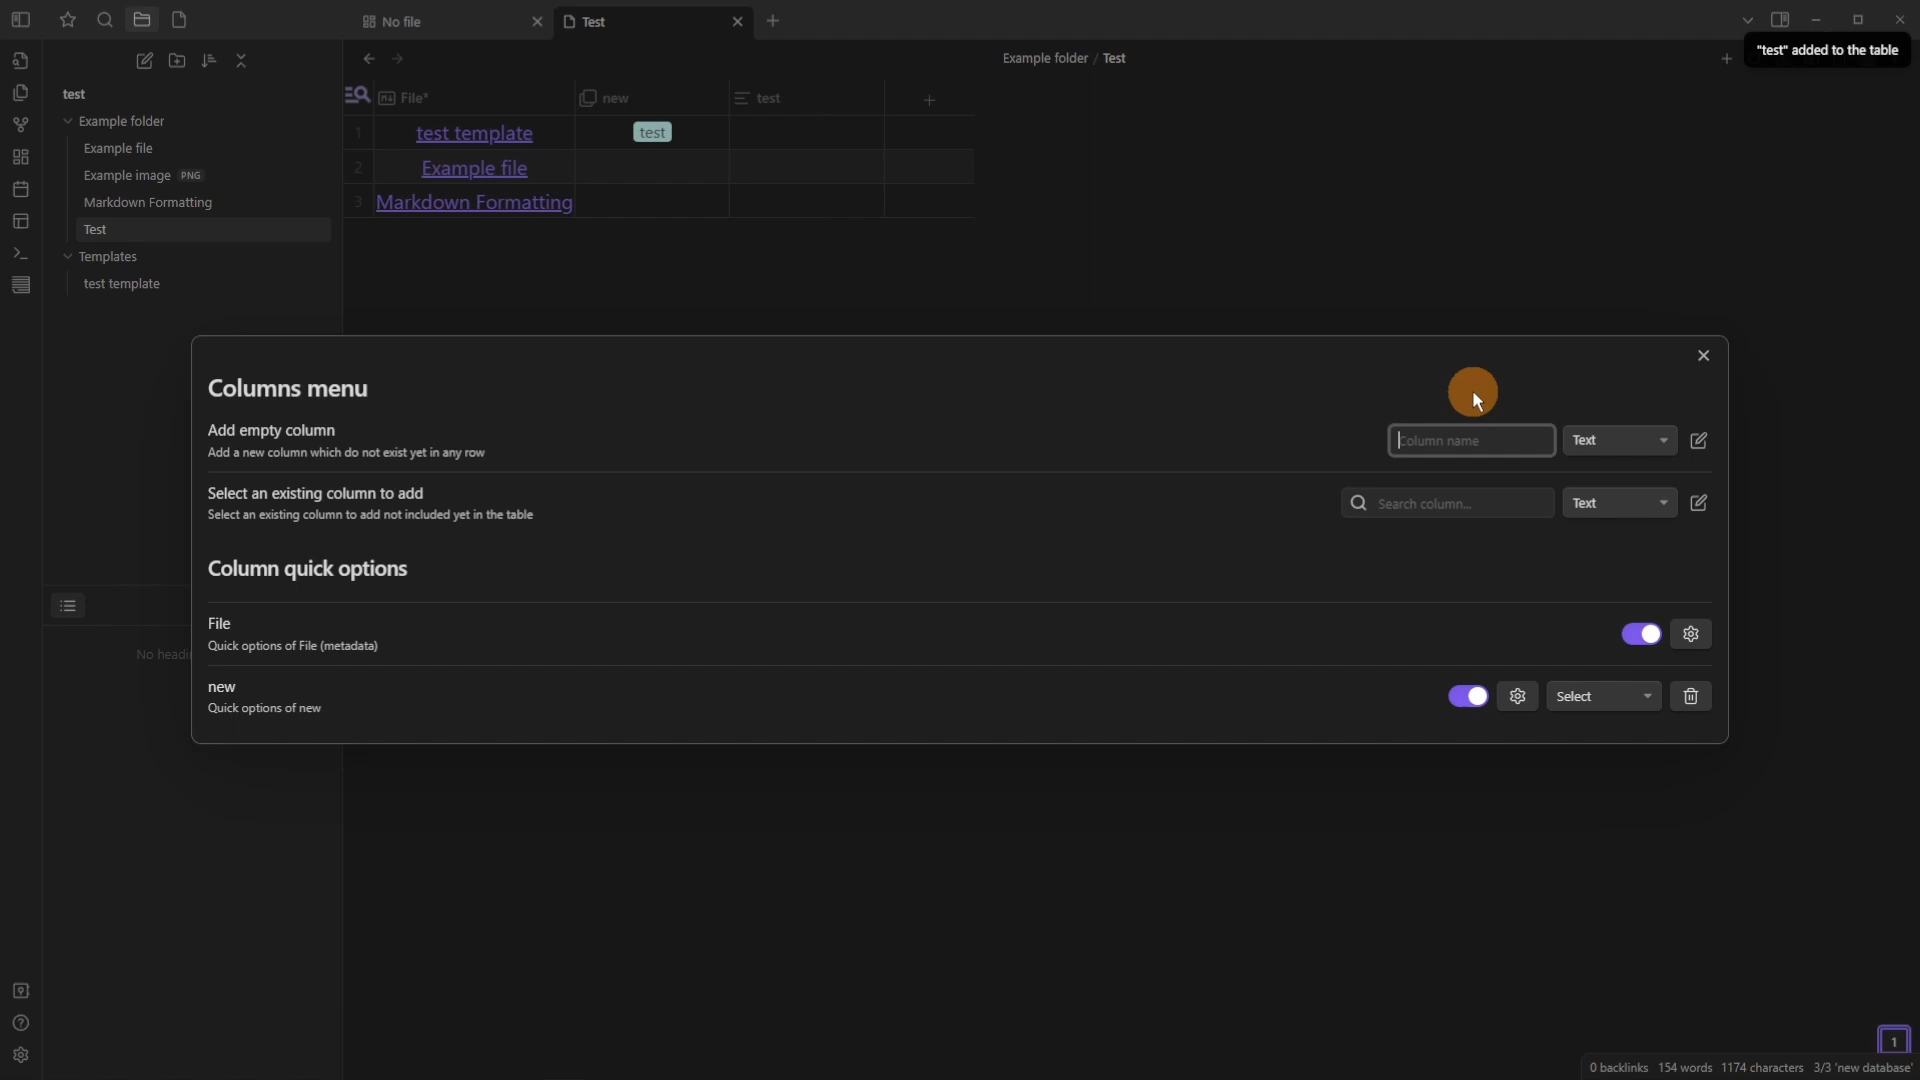 No file
Test
"test" added to the table
Example folder / Test
test
Example folder
Example file
Example image PNG
Markdown Formatting
Test
Templates
test template
File*
new
test
1
test template
test
2
Example file
3
Markdown Formatting
Columns menu
Add empty column
Add a new column which do not exist yet in any row
Column name
Text
Select an existing column to add
Select an existing column to add not included yet in the table
Search column...
Text
Column quick options
File
Quick options of File (metadata)
new
Quick options of new
Select
1
0 backlinks 154 words 1174 characters 3/3 'new database'